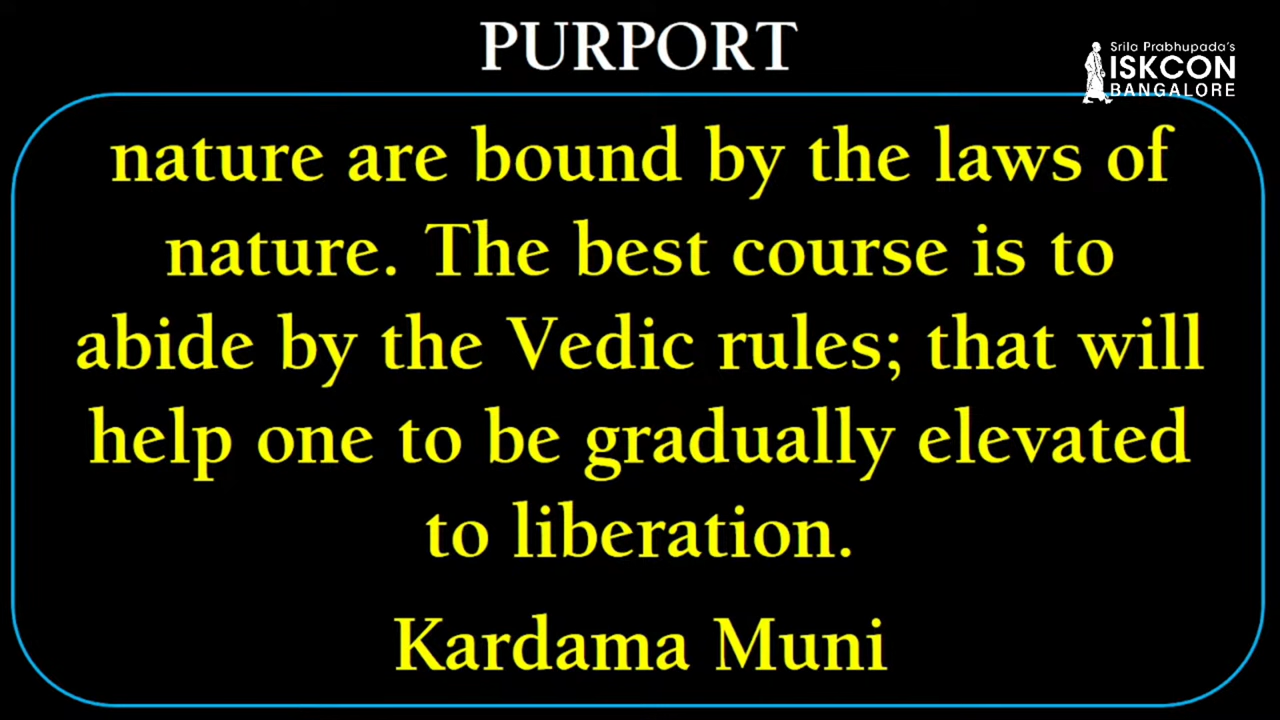 PURPORT
Srila Prabhupada's
ISKCON
BANGALORE
nature are bound by the laws of
nature. The best course is to
abide by the Vedic rules; that will
help one to be gradually elevated
to liberation.
Kardama Muni